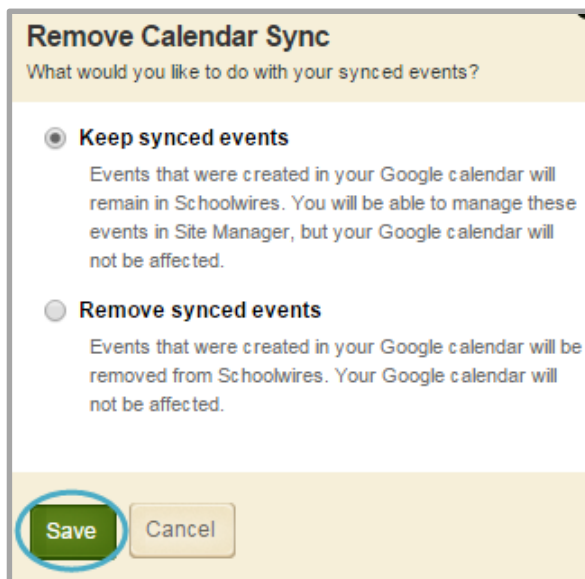 Remove Calendar Sync
What would you like to do with your synced events?
Keep synced events
Events that were created in your Google calendar will
remain in Schoolwires. You will be able to manage these
events in Site Manager, but your Google calendar will
not be affected.
Remove synced events
Events that were created in your Google calendar will be
removed from Schoolwires. Your Google calendar will
not be affected.
Save
Cancel